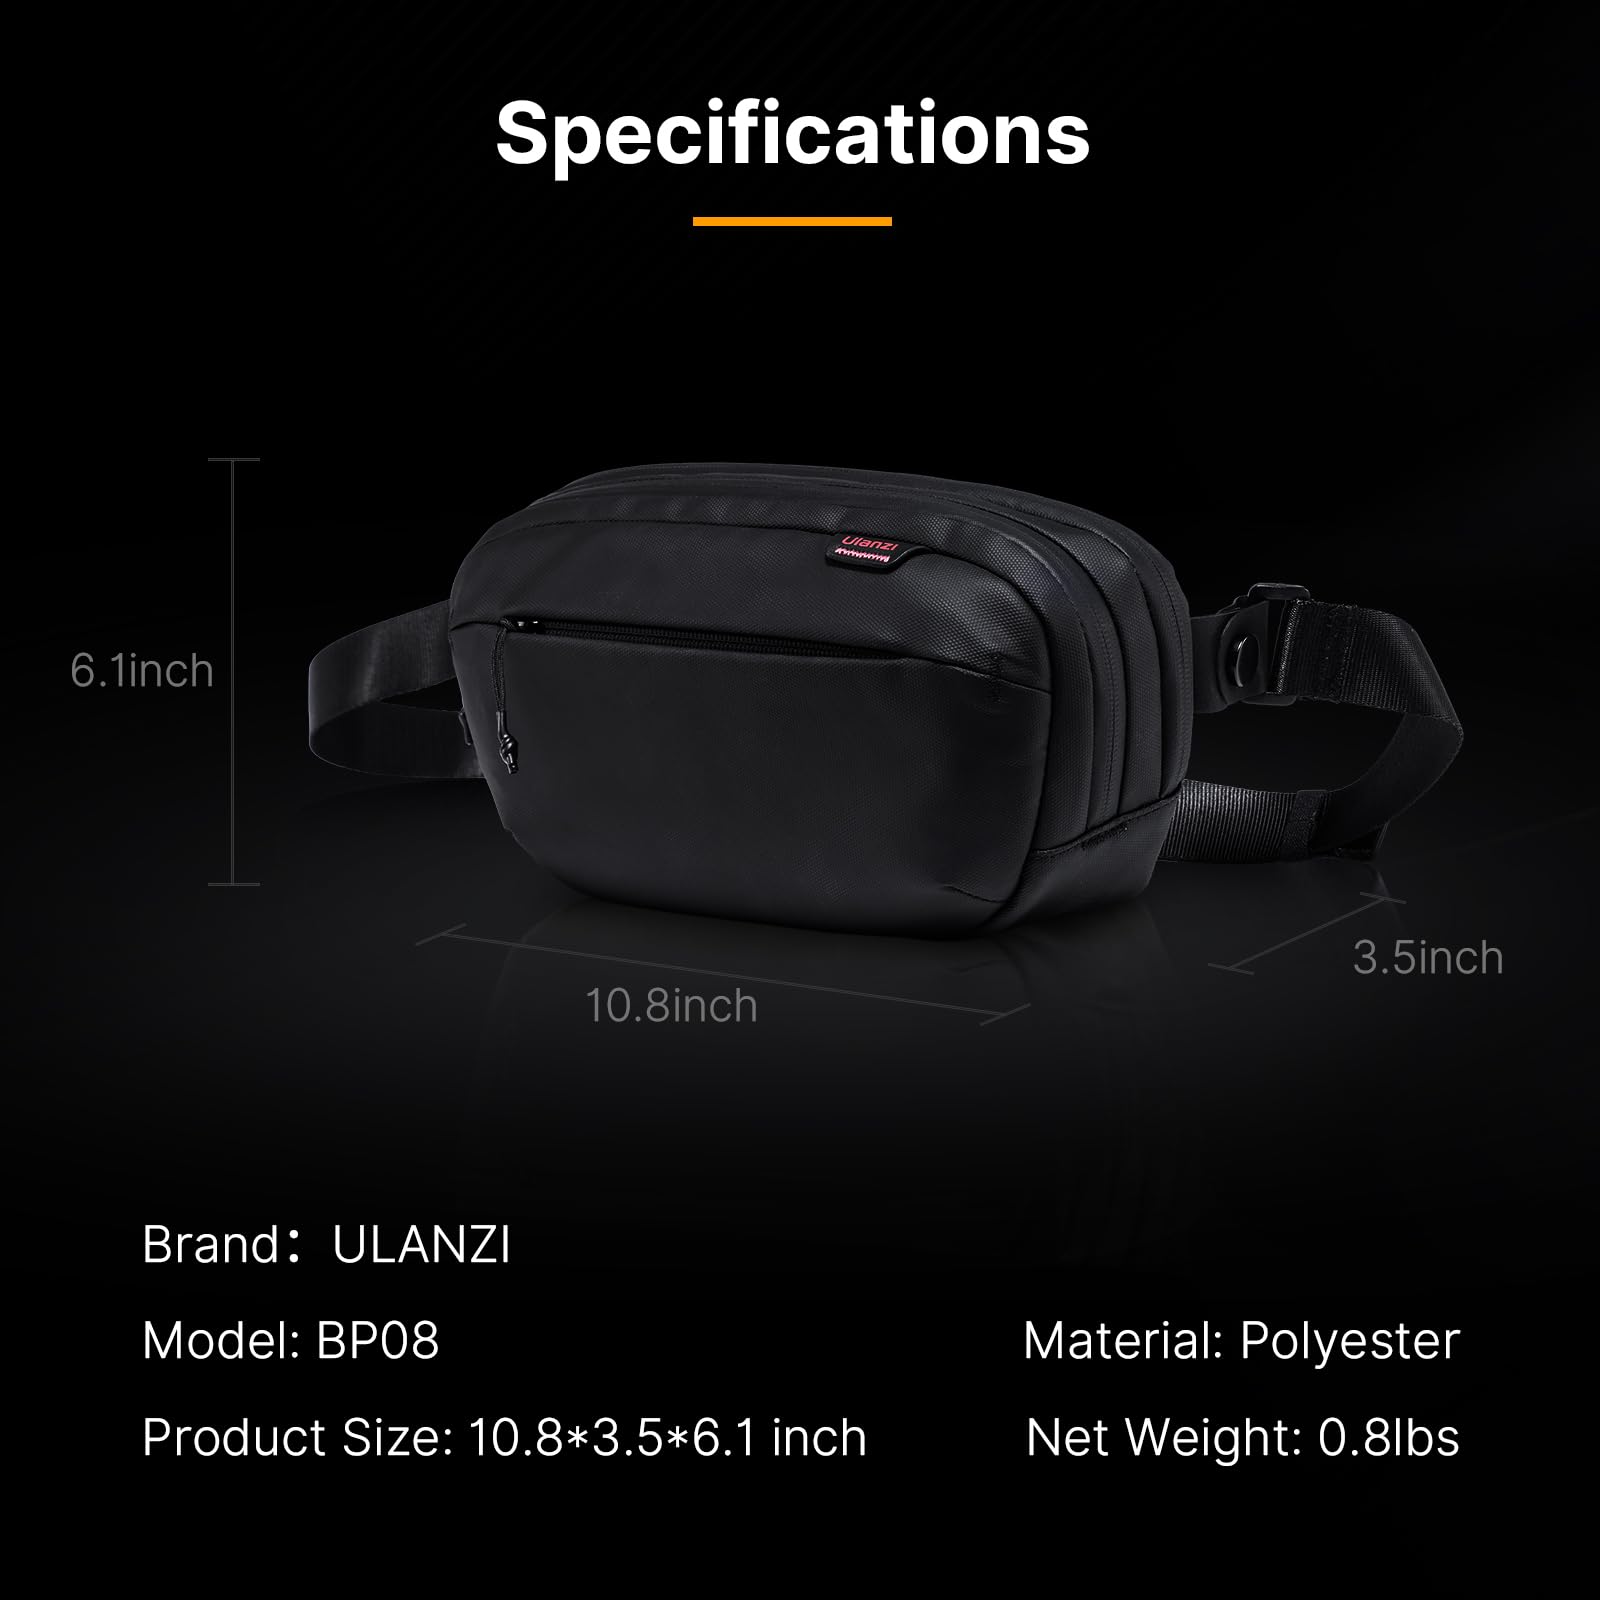 Specifications
Ulanzi
6.1inch
10.8inch
3.5inch
Brand：ULANZI
Model: BP08
Material: Polyester
Product Size: 10.8*3.5*6.1 inch
Net Weight: 0.8lbs